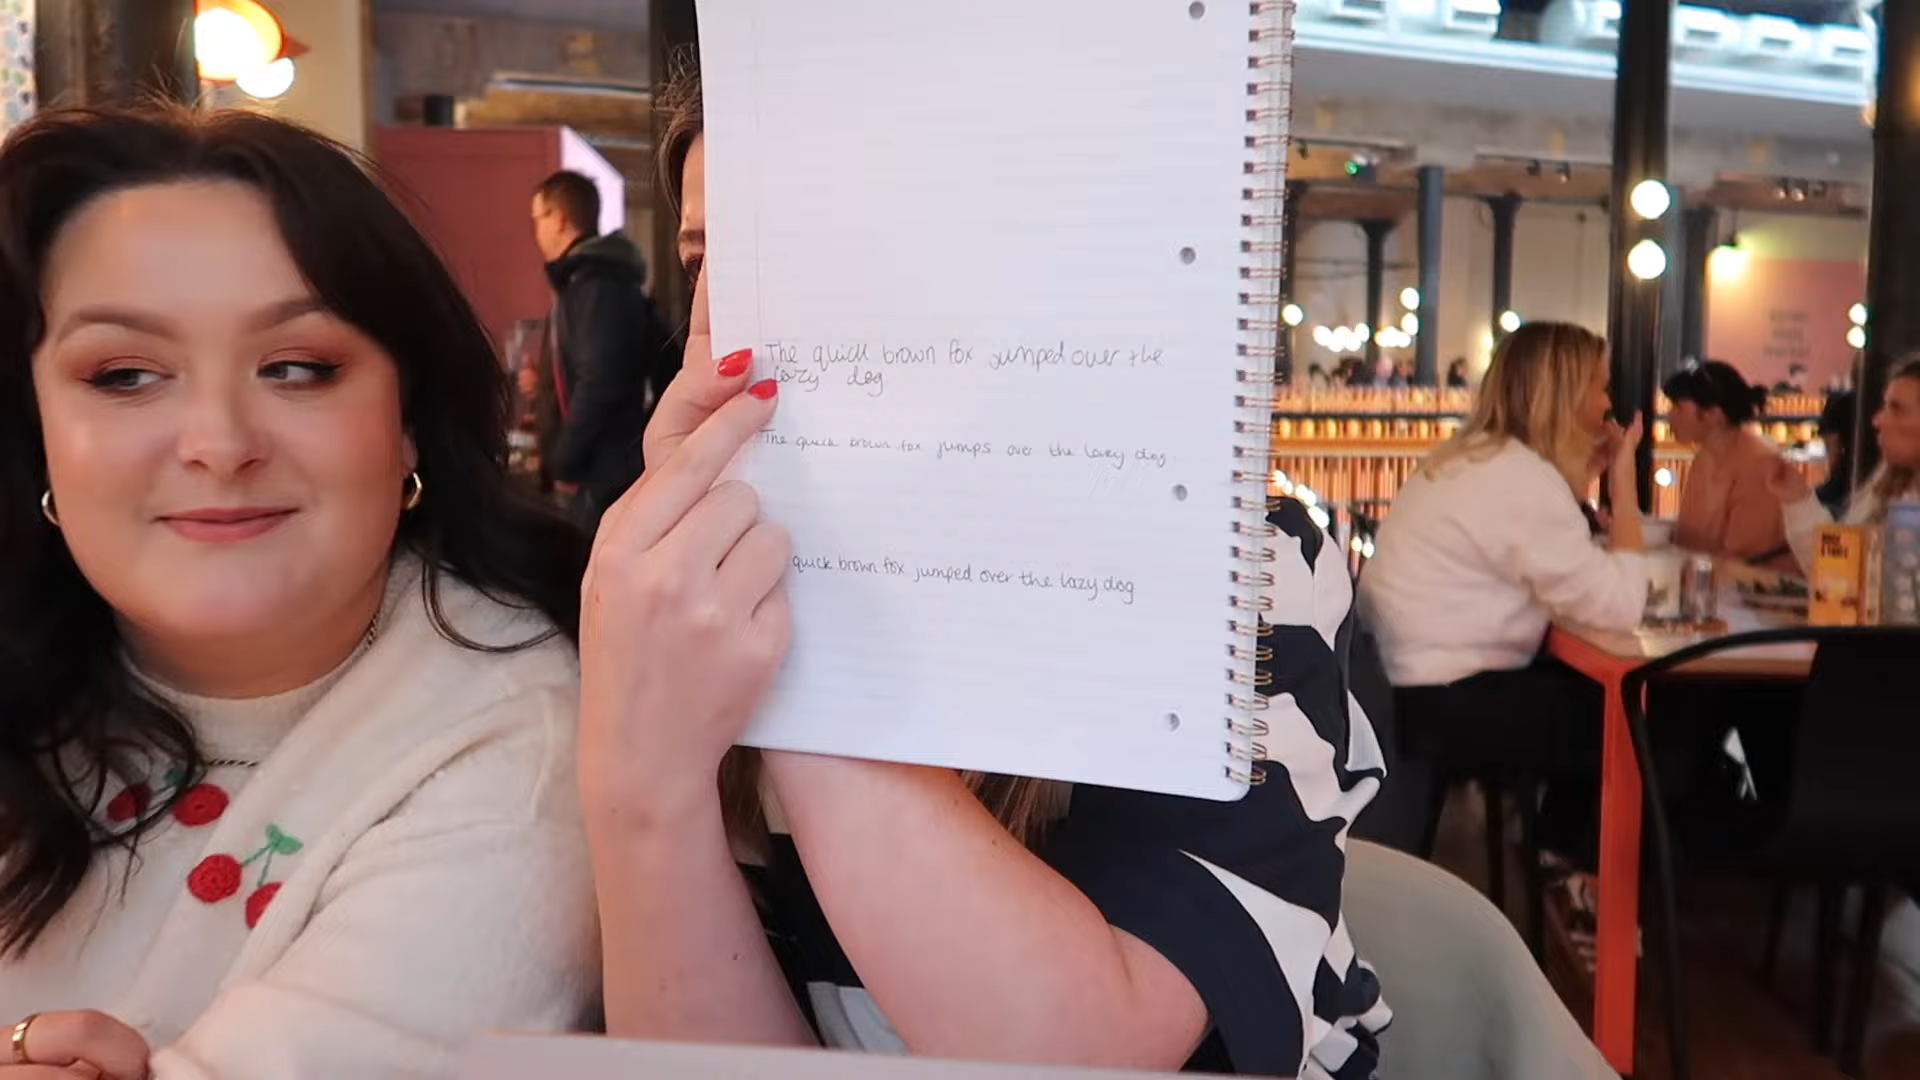 The quick brown fox jumped over the
lazy dog
The quick brown fox jumps over the lazy dog.
quick brown fox jumped over the lazy dog